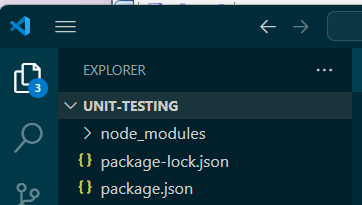 EXPLORER
UNIT-TESTING
node_modules
3
{} package-lock.json
{} package.json